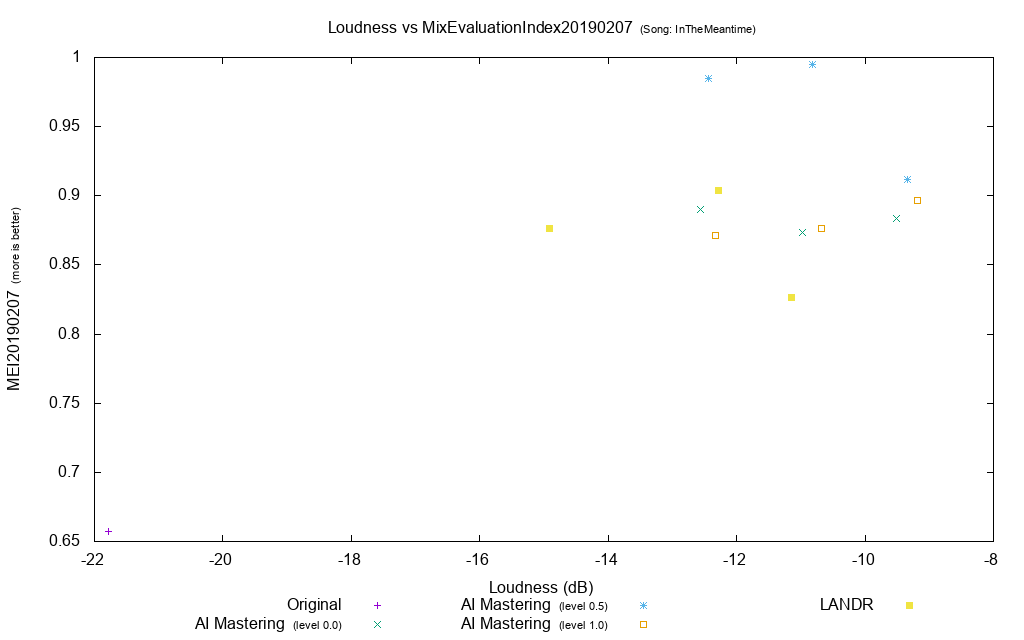 Loudness vs MixEvaluationIndex20190207 (Song: InTheMeantime)
1
0.95
0.9
0.85
0.8
0.75
0.7
0.65
MEI20190207 (more is better)
-22 -20 -18 -16 -14 -12 -10 -8
Loudness (dB)
Original AI Mastering (level 0.5) LANDR
AI Mastering (level 0.0) AI Mastering (level 1.0)